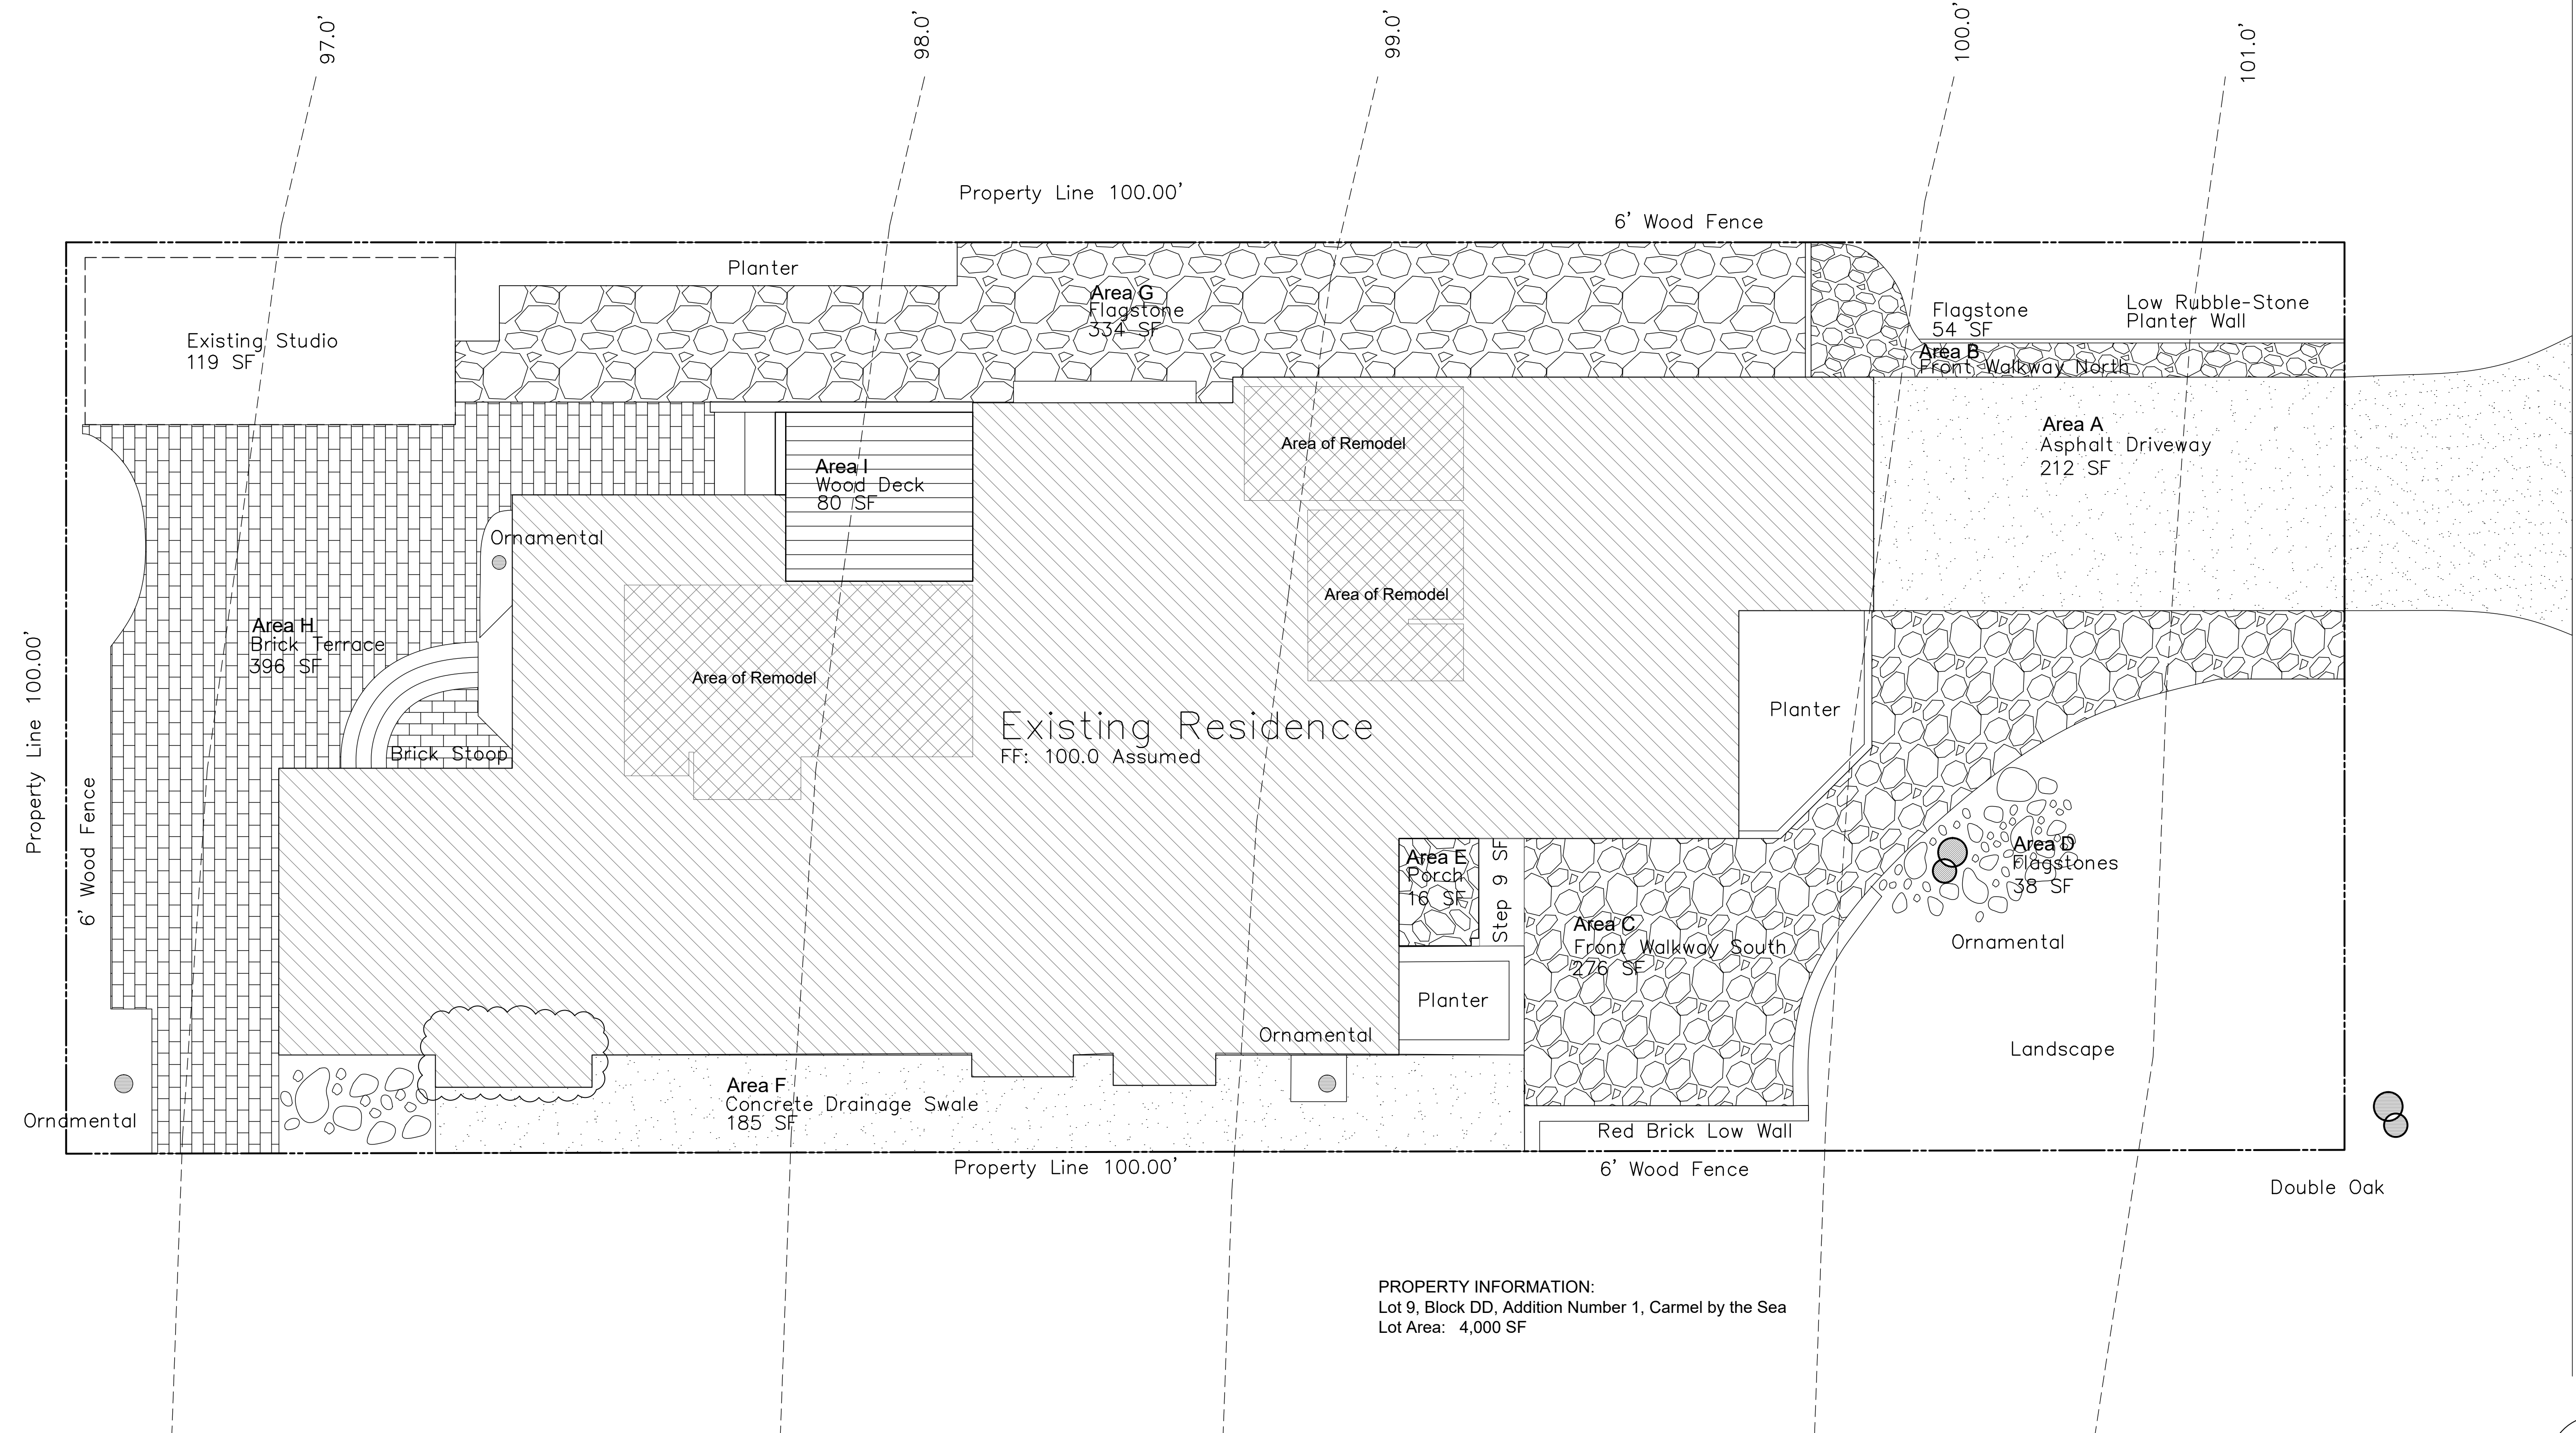 97.0'
98.0'
99.0'
100.0'
101.0'
Property Line 100.00'
6' Wood Fence
Planter
Area G
Flagstone
334 SF
Flagstone
54 SF
Low Rubble-Stone
Planter Wall
Existing Studio
119 SF
Area B
Front Walkway North
Area A
Asphalt Driveway
212 SF
Area of Remodel
Area I
Wood Deck
80 SF
Ornamental
Area of Remodel
Area H
Brick Terrace
396 SF
Area of Remodel
Existing Residence
FF: 100.0 Assumed
Planter
Brick Stoop
Property Line 100.00'
6' Wood Fence
Area E
Porch
16 SF
Step 9 SF
Area D
Flagstones
38 SF
Area C
Front Walkway South
276 SF
Ornamental
Planter
Ornamental
Landscape
Area F
Concrete Drainage Swale
185 SF
Ornamental
Red Brick Low Wall
Property Line 100.00'
6' Wood Fence
Double Oak
PROPERTY INFORMATION:
Lot 9, Block DD, Addition Number 1, Carmel by the Sea
Lot Area: 4,000 SF